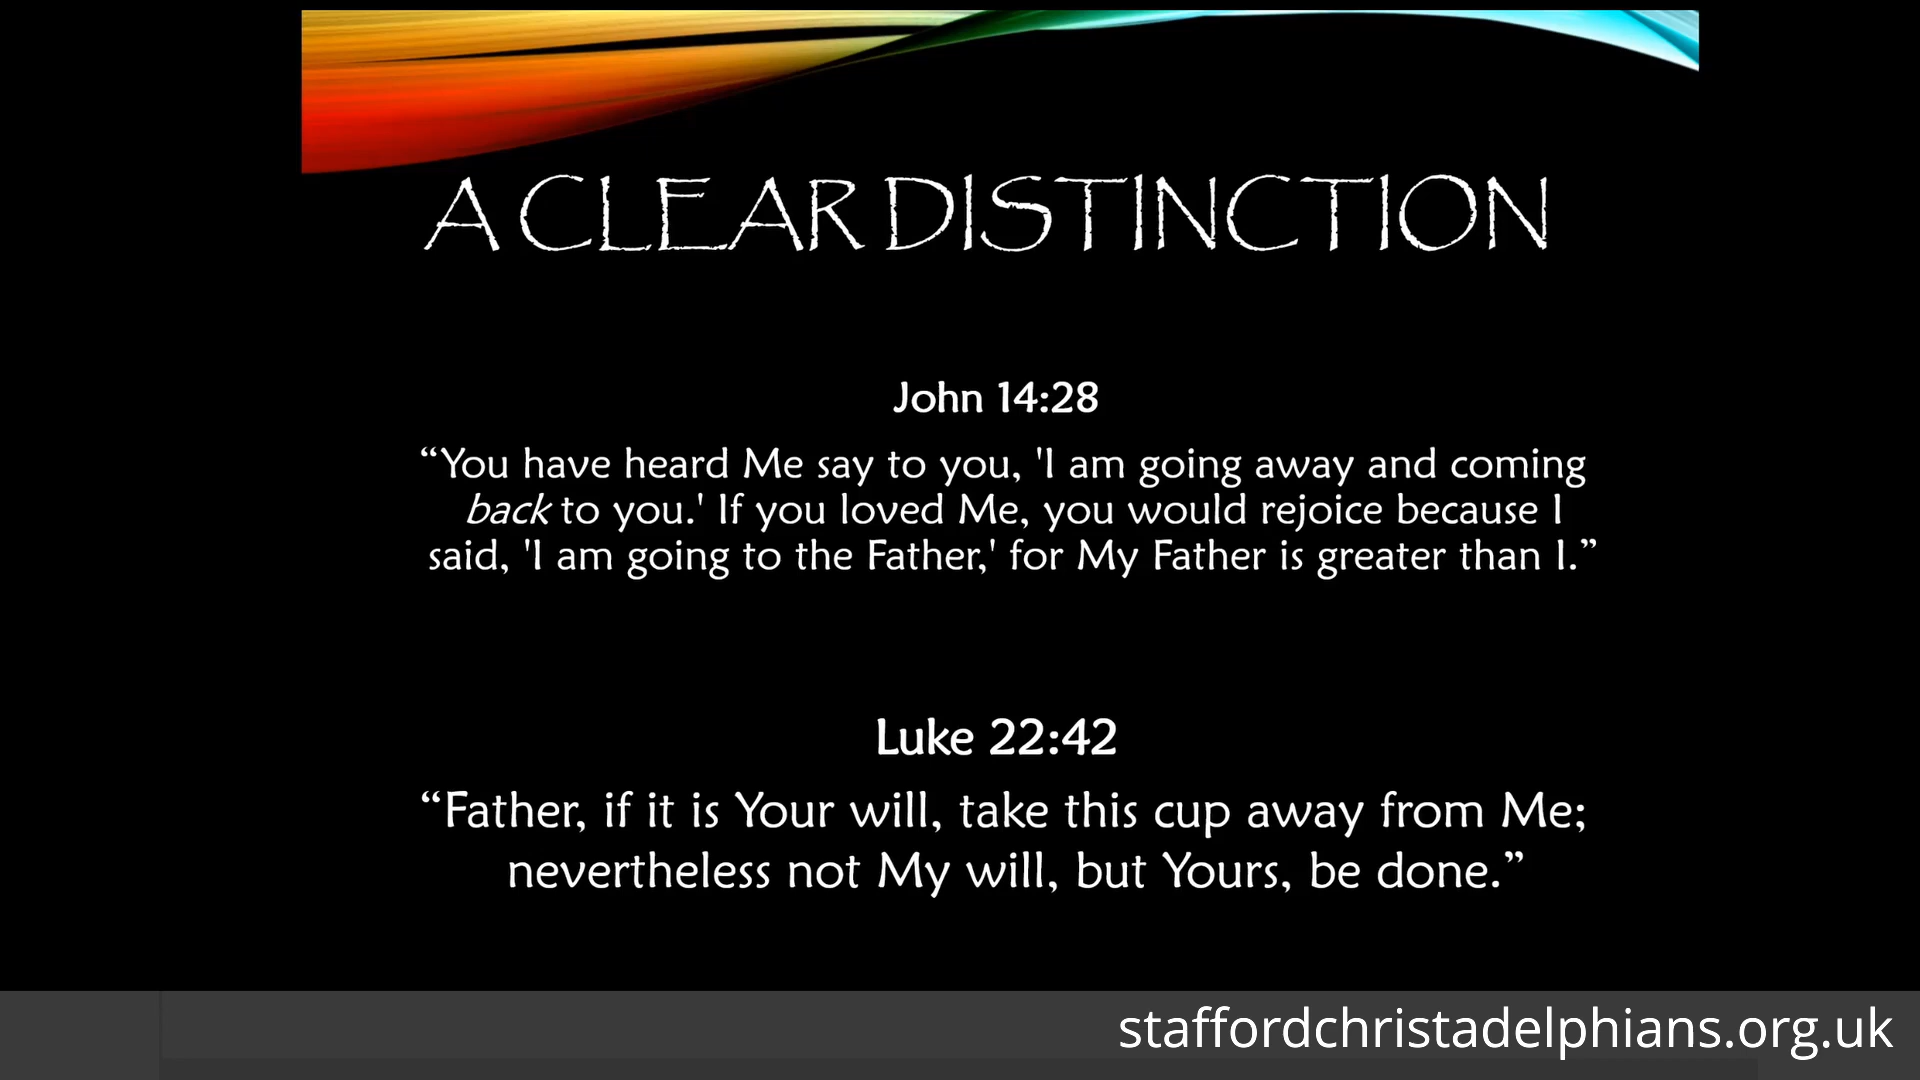 A CLEAR DISTINCTION
John 14:28
“You have heard Me say to you, 'I am going away and coming
back to you.' If you loved Me, you would rejoice because I
said, 'I am going to the Father,' for My Father is greater than I.”
Luke 22:42
“Father, if it is Your will, take this cup away from Me;
nevertheless not My will, but Yours, be done.”
staffordchristadelphians.org.uk